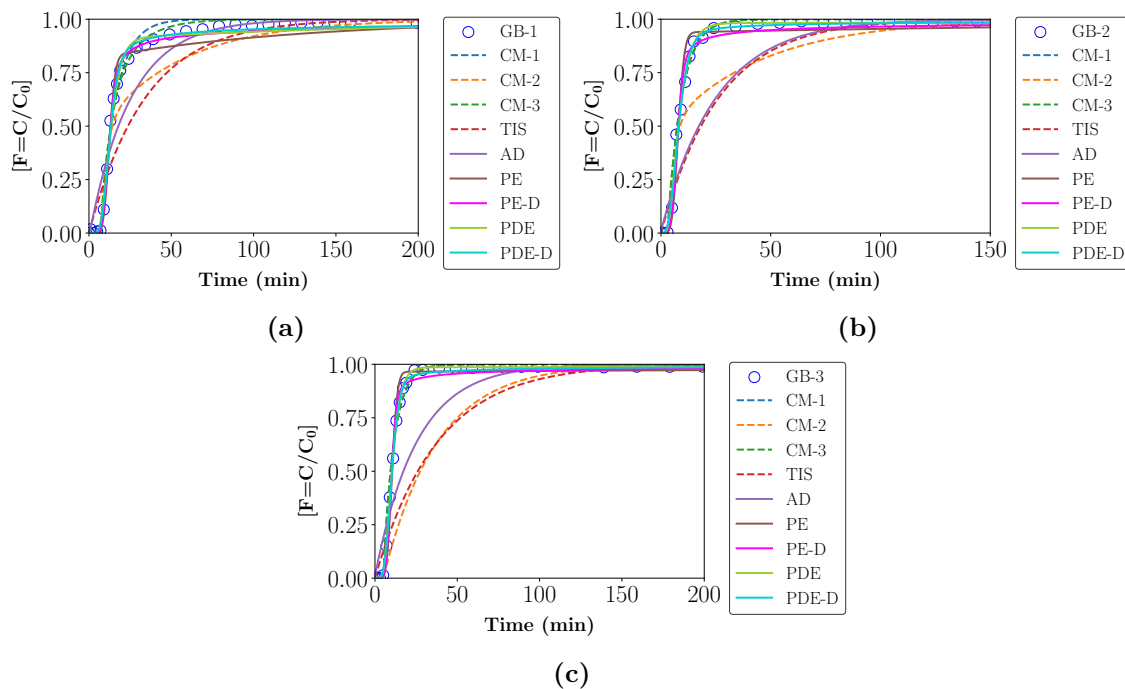 1.00
0.75
0.50
0.25
0.00
[F=C/C₀]
0
50
100
150
200
Time (min)
GB-1
CM-1
CM-2
CM-3
TIS
AD
PE
PE-D
PDE
PDE-D
(a)
1.00
0.75
0.50
0.25
0.00
[F=C/C₀]
0
50
100
150
Time (min)
GB-2
CM-1
CM-2
CM-3
TIS
AD
PE
PE-D
PDE
PDE-D
(b)
1.00
0.75
0.50
0.25
0.00
[F=C/C₀]
0
50
100
150
200
Time (min)
GB-3
CM-1
CM-2
CM-3
TIS
AD
PE
PE-D
PDE
PDE-D
(c)